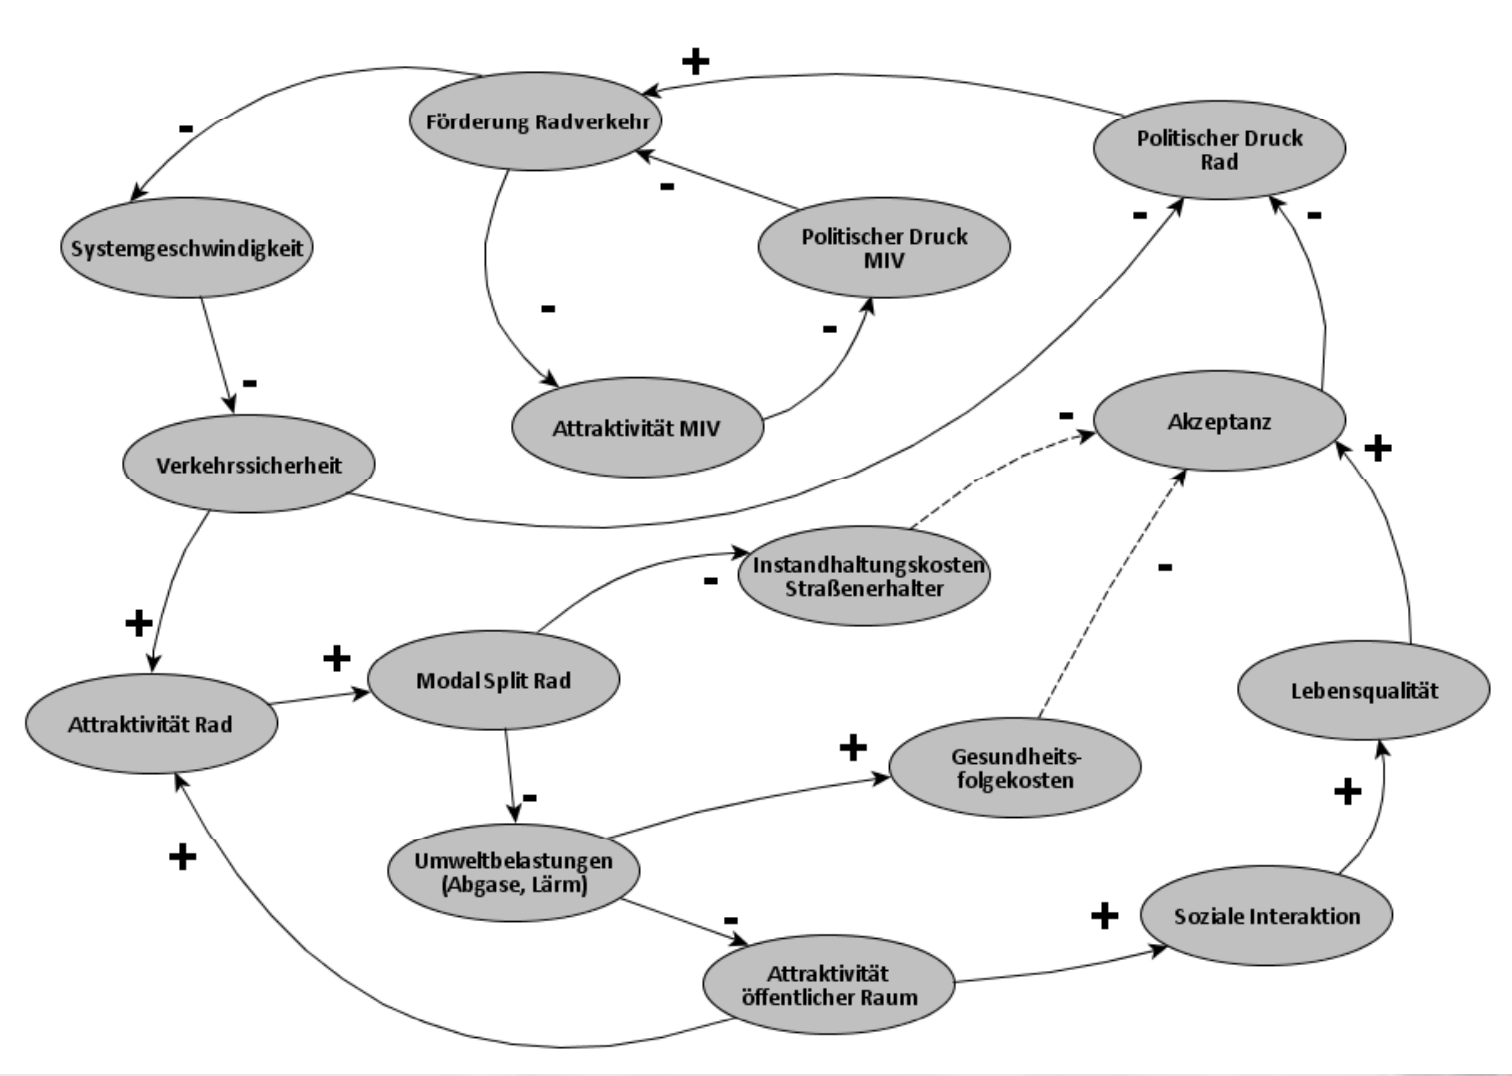 +
-
Förderung Radverkehr
Politischer Druck
Rad
-
-
-
Systemgeschwindigkeit
Politischer Druck
MIV
-
-
-
Attraktivität MIV
Akzeptanz
-
+
Verkehrssicherheit
Instandhaltungskosten
Straßenerhalter
-
-
+
+
Modal Split Rad
Lebensqualität
Attraktivität Rad
+
Gesundheits-
folgekosten
-
+
+
Umweltbelastungen
(Abgase, Lärm)
-
+
Soziale Interaktion
Attraktivität
öffentlicher Raum